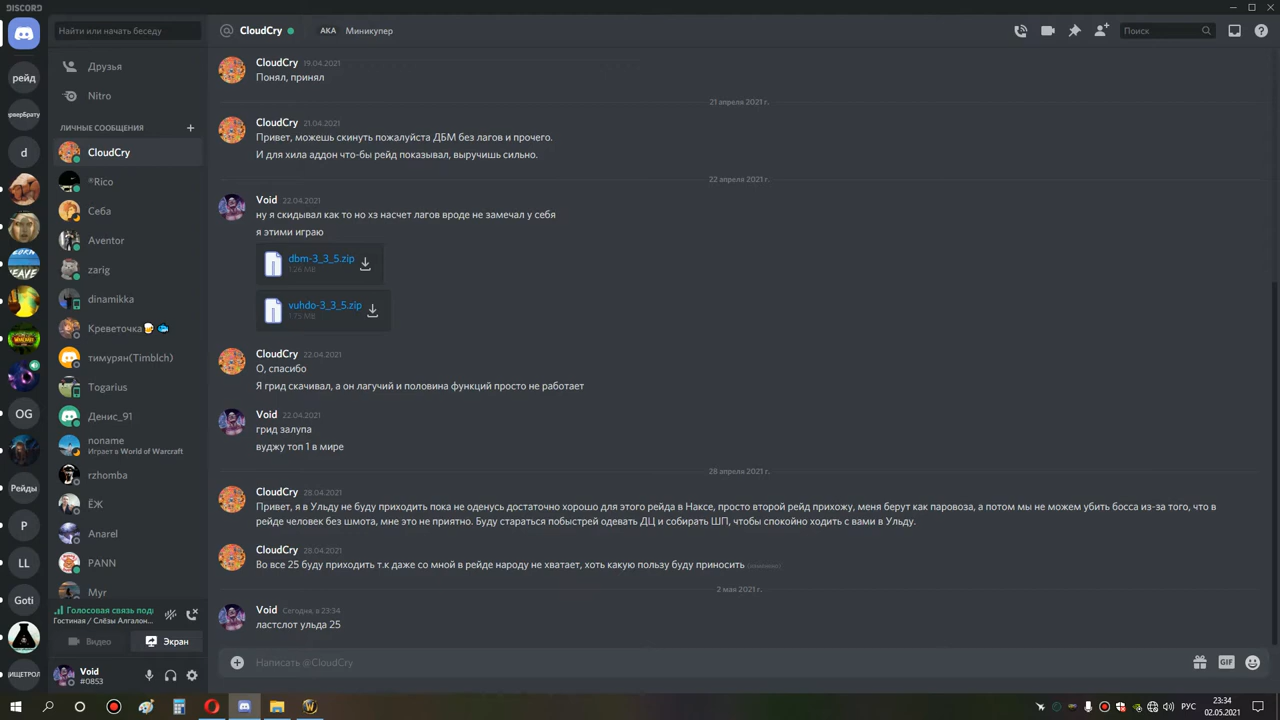 DISCORD
Найти или начать беседу
CloudCry
AKA
Миникупер
Поиск
рейд
d
OG
Рейды
P
LL
Goti
Друзья
Nitro
ЛИЧНЫЕ СООБЩЕНИЯ
CloudCry
*Rico
Себа
Aventor
zarig
dinamikka
Креветочка
тимурян(Timblch)
Togarius
Денис_91
noname
Играет в World of Warcraft
rzhomba
ЁЖ
Anarel
PANN
Myr
Голосовая связь под
Гостиная / Слёзы Алгалон...
Видео
Экран
Void
#0853
CloudCry 19.04.2021
Понял, принял
21 апреля 2021 г.
CloudCry 21.04.2021
Привет, можешь скинуть пожалуйста ДБМ без лагов и прочего.
И для хила аддон что-бы рейд показывал, выручишь сильно.
22 апреля 2021 г.
Void 22.04.2021
ну я скидывал как то но хз насчет лагов вроде не замечал у себя
я этими играю
dbm-3_3_5.zip
1.26 MB
vuhdo-3_3_5.zip
1.75 MB
CloudCry 22.04.2021
О, спасибо
Я грид скачивал, а он лагучий и половина функций просто не работает
Void 22.04.2021
грид залупа
вуджу топ 1 в мире
28 апреля 2021 г.
CloudCry 28.04.2021
Привет, я в Ульду не буду приходить пока не оденусь достаточно хорошо для этого рейда в Наксе, просто второй рейд прихожу, меня берут как паровоза, а потом мы не можем убить босса из-за того, что в
рейде человек без шмота, мне это не приятно. Буду стараться побыстрей одевать ДЦ и собирать ШП, чтобы спокойно ходить с вами в Ульду.
CloudCry 28.04.2021
Во все 25 буду приходить т.к даже со мной в рейде народу не хватает, хоть какую пользу буду приносить (изменено)
2 мая 2021 г.
Void Сегодня, в 23:34
ластслот ульда 25
Написать @CloudCry
GIF
РУС
23:34
02.05.2021